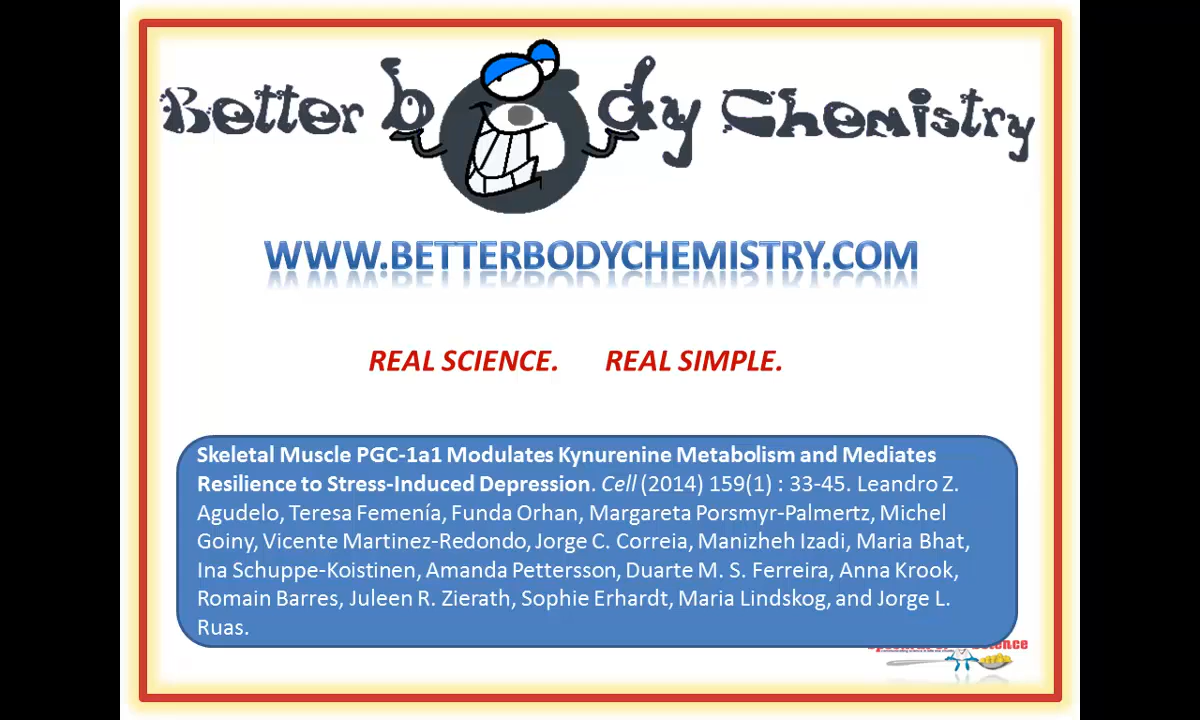 Better body Chemistry
WWW.BETTERBODYCHEMISTRY.COM
REAL SCIENCE. REAL SIMPLE.
Skeletal Muscle PGC-1a1 Modulates Kynurenine Metabolism and Mediates
Resilience to Stress-Induced Depression. Cell (2014) 159(1) : 33-45. Leandro Z.
Agudelo, Teresa Femenía, Funda Orhan, Margareta Porsmyr-Palmertz, Michel
Goiny, Vicente Martinez-Redondo, Jorge C. Correia, Manizheh Izadi, Maria Bhat,
Ina Schuppe-Koistinen, Amanda Pettersson, Duarte M. S. Ferreira, Anna Krook,
Romain Barres, Juleen R. Zierath, Sophie Erhardt, Maria Lindskog, and Jorge L.
Ruas.
Science